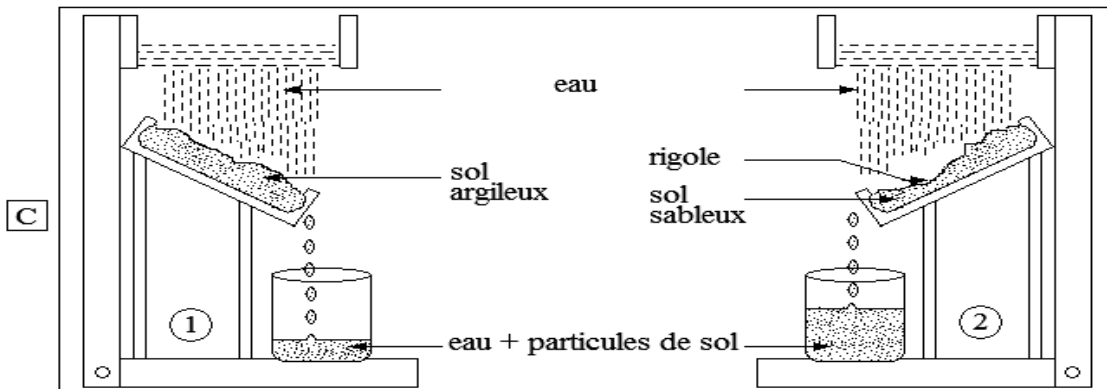 eau
rigole
sol
argileux
sol
sableux
C
1
2
eau + particules de sol